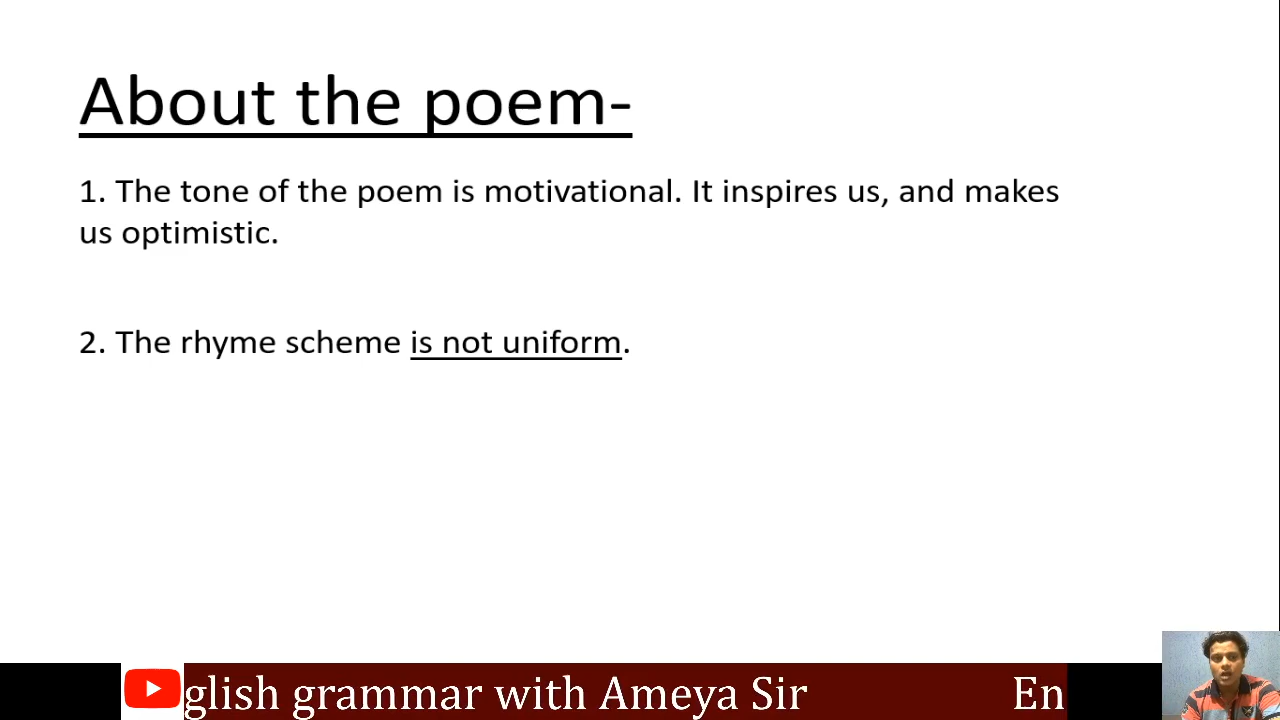 About the poem-
1. The tone of the poem is motivational. It inspires us, and makes
us optimistic.
2. The rhyme scheme is not uniform.
glish grammar with Ameya Sir En